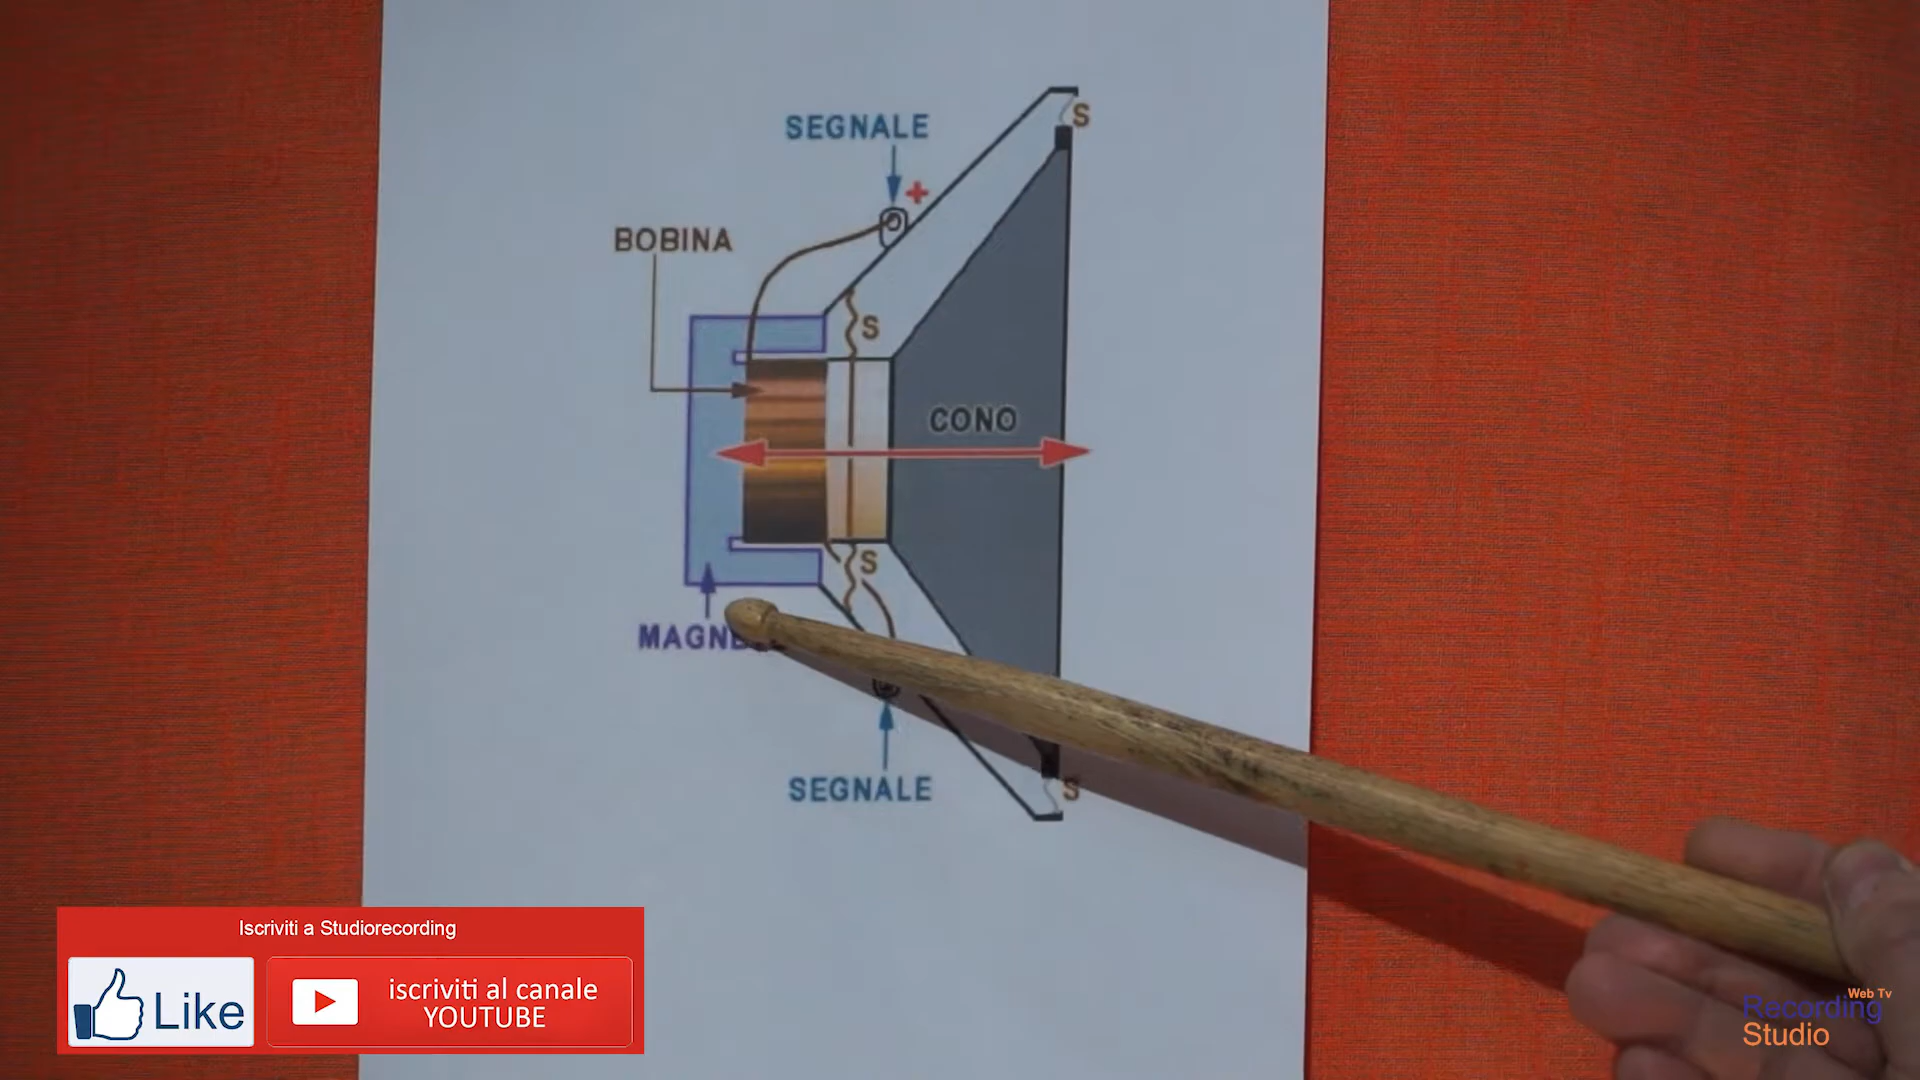 SEGNALE
S
+
BOBINA
S
CONO
S
SEGNALE
S
Iscriviti a Studiorecording
Like
iscriviti al canale
YOUTUBE
Web Tv
Recording
Studio